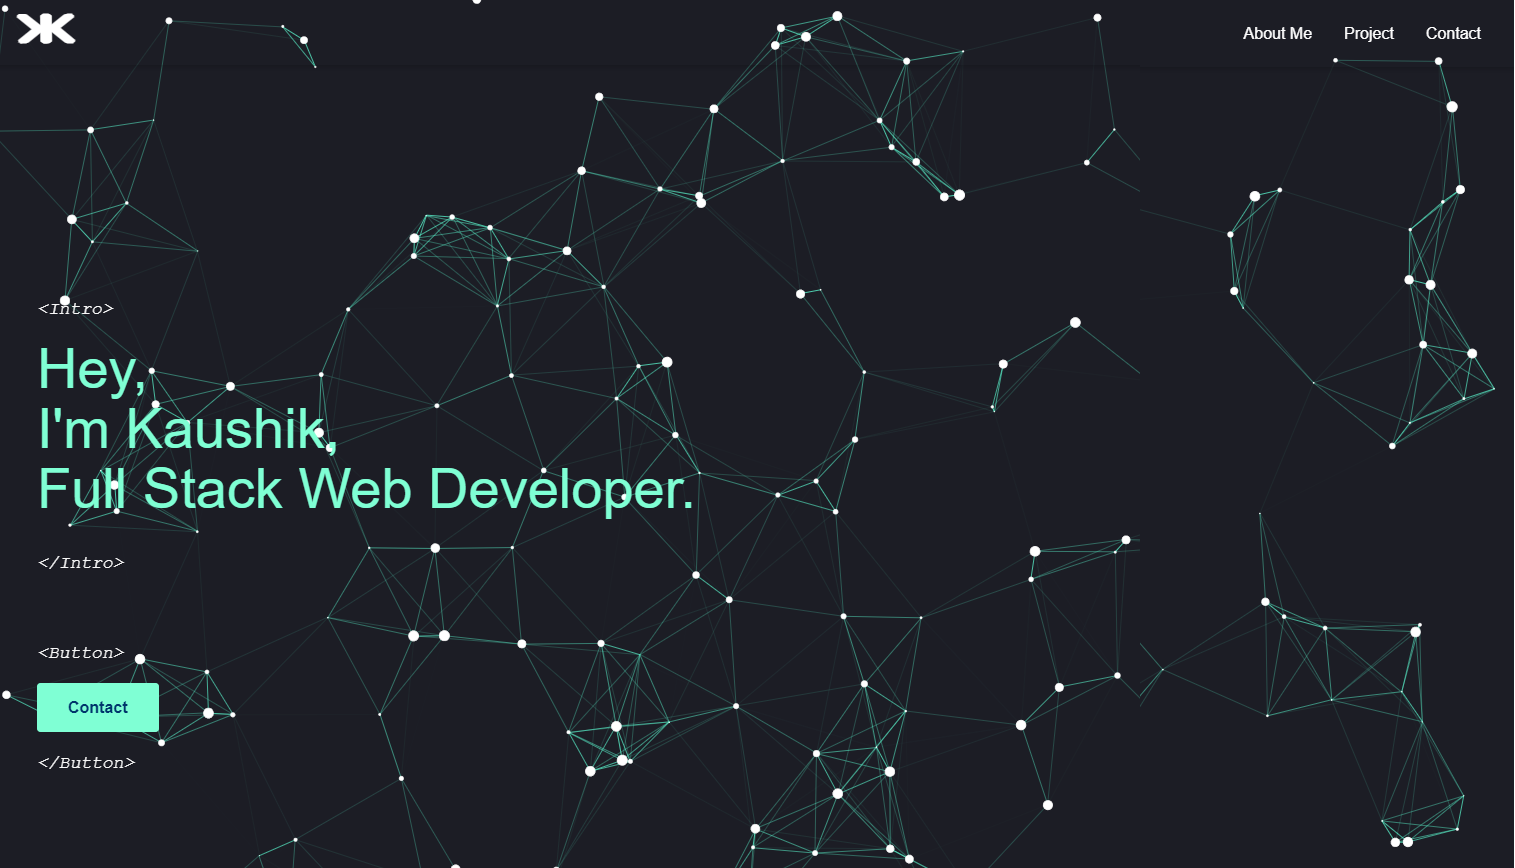 About Me Project Contact
<Intro>
Hey,
I'm Kaushik,
Full Stack Web Developer.
</Intro>
<Button>
Contact
</Button>